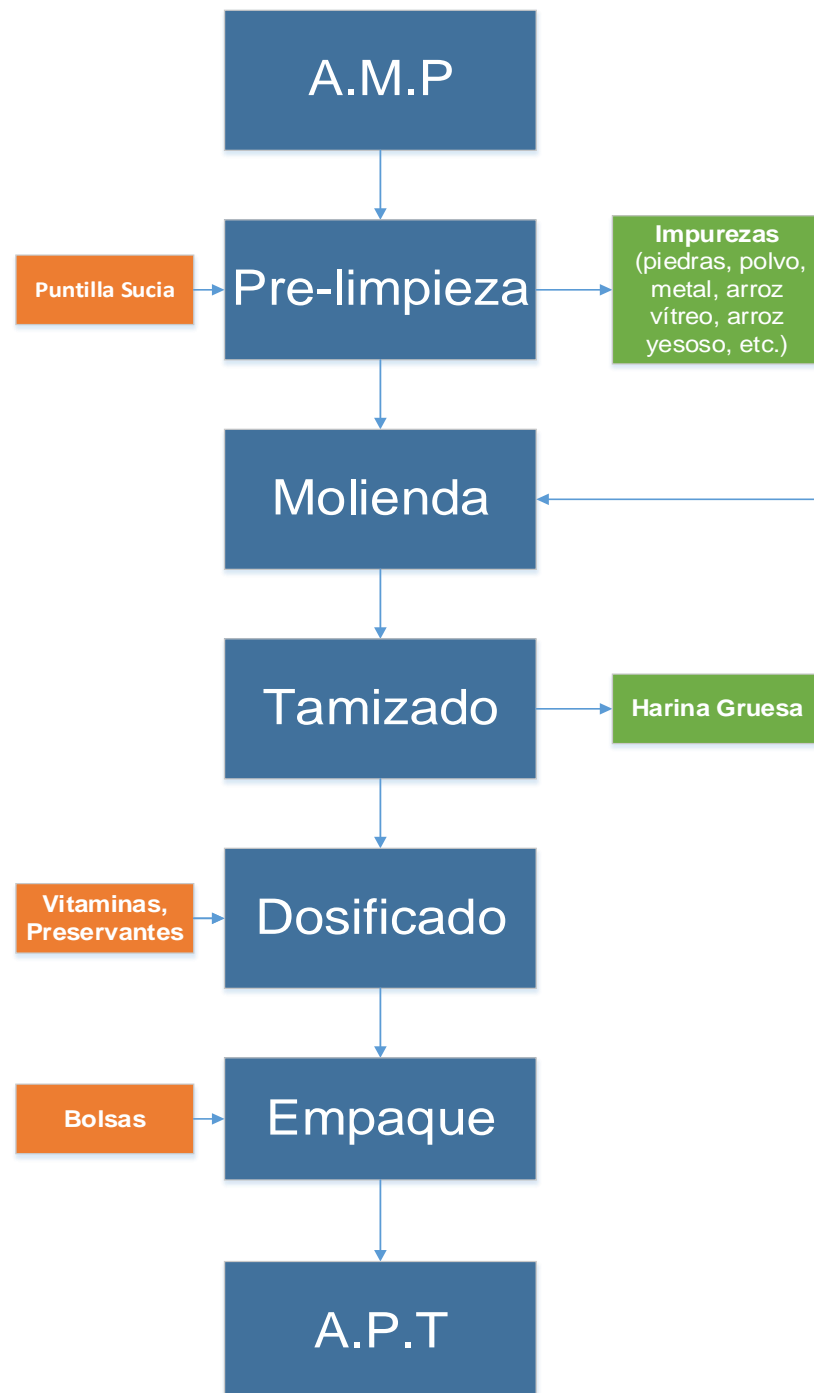 A.M.P
Puntilla Sucia
Pre-limpieza
Impurezas
(piedras, polvo,
metal, arroz
vítreo, arroz
yesoso, etc.)
Molienda
Tamizado
Harina Gruesa
Vitaminas,
Preservantes
Dosificado
Bolsas
Empaque
A.P.T